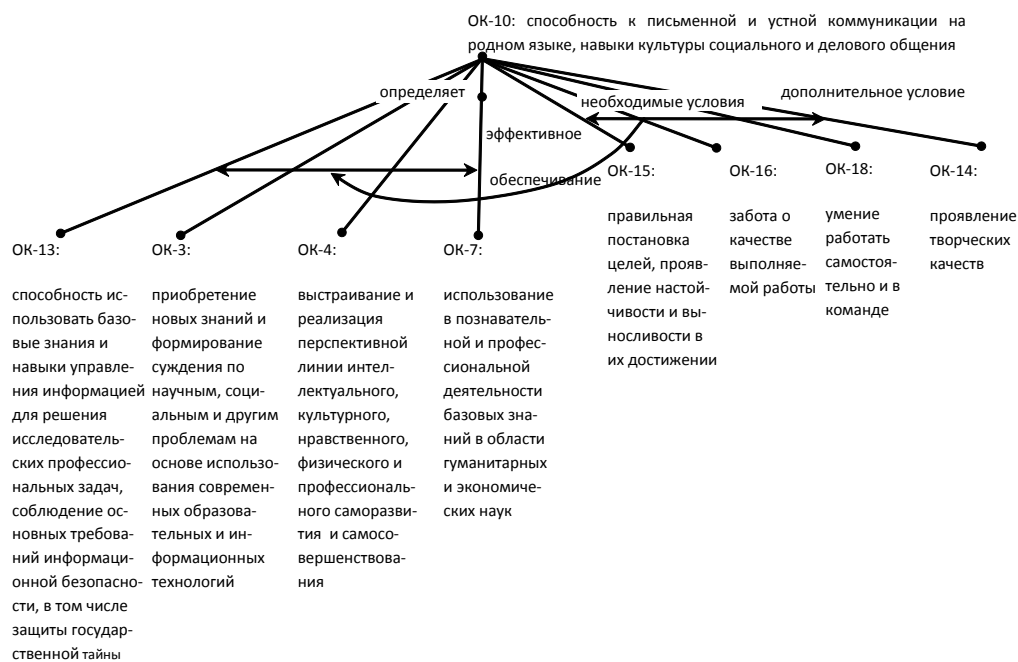 ОК-10: способность к письменной и устной коммуникации на
родном языке, навыки культуры социального и делового общения
определяет
необходимые условия
дополнительное условие
эффективное
обеспечивание
ОК-15:
правильная
постановка
целей, прояв-
ление настой-
чивости и вы-
носливости в
их достижении
ОК-16:
забота о
качестве
выполняе-
мой работы
ОК-18:
умение
работать
самостоя-
тельно и в
команде
ОК-14:
проявление
творческих
качеств
ОК-13:
способность ис-
пользовать базо-
вые знания и
навыки управле-
ния информацией
для решения
исследователь-
ских профессио-
нальных задач,
соблюдение ос-
новных требова-
ний информаци-
онной безопасно-
сти, в том числе
защиты государ-
ственной тайны
ОК-3:
приобретение
новых знаний и
формирование
суждения по
научным, соци-
альным и другим
проблемам на
основе использо-
вания современ-
ных образова-
тельных и ин-
формационных
технологий
ОК-4:
выстраивание и
реализация
перспективной
линии интел-
лектуального,
культурного,
нравственного,
физического и
профессиональ-
ного саморазви-
тия и самосо-
вершенствова-
ния
ОК-7:
использование
в познаватель-
ной и профес-
сиональной
деятельности
базовых зна-
ний в области
гуманитарных
и экономиче-
ских наук